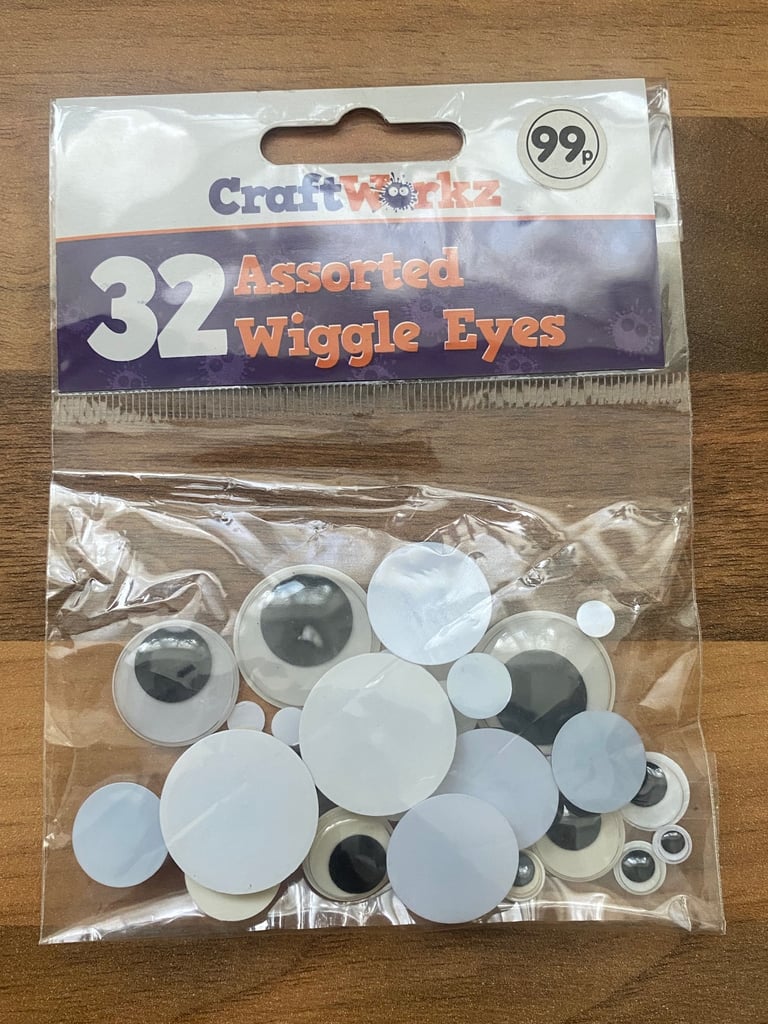 99p
CraftWorkz
32 Assorted
Wiggle Eyes